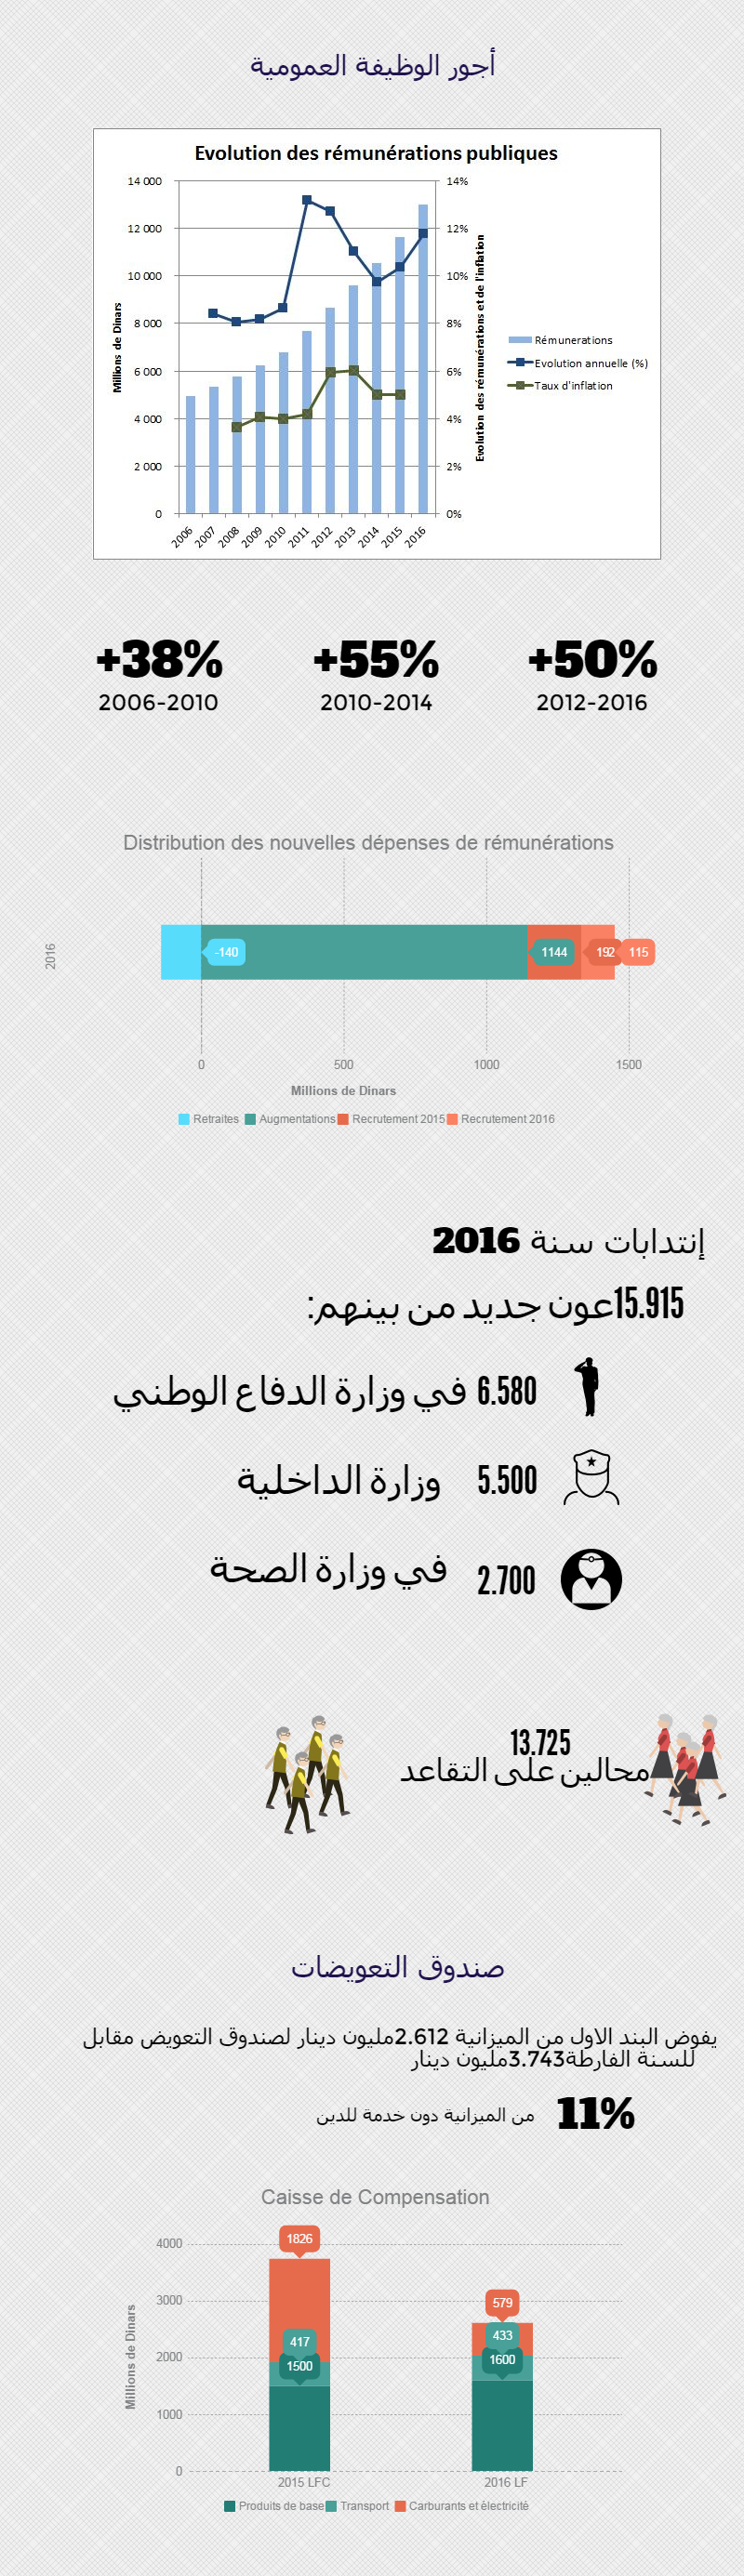 أجور الوظيفة العمومية
Evolution des rémunérations publiques
14 000
12 000
10 000
8 000
6 000
4 000
2 000
0
Millions de Dinars
14%
12%
10%
8%
6%
4%
2%
0%
Evolution des rémunérations et de l'inflation
2006 2007 2008 2009 2010 2011 2012 2013 2014 2015 2016
Rémunerations
Evolution annuelle (%)
Taux d'inflation
+38% +55% +50%
2006-2010 2010-2014 2012-2016
Distribution des nouvelles dépenses de rémunérations
2016
-140 1144 192 115
0 500 1000 1500
Millions de Dinars
Retraites Augmentations Recrutement 2015 Recrutement 2016
إنتدابات سنة 2016
15.915عون جديد من بينهم:
6.580 في وزارة الدفاع الوطني
5.500 وزارة الداخلية
2.700 في وزارة الصحة
13.725
محالين على التقاعد
صندوق التعويضات
يفوض البند الاول من الميزانية 2.612مليون دينار لصندوق التعويض مقابل
3.743مليون دينار للسنة الفارطة
11% من الميزانية دون خدمة للدين
Caisse de Compensation
4000
3000
2000
1000
0
Millions de Dinars
1826
417
1500
579
433
1600
2015 LFC 2016 LF
Produits de base Transport Carburants et électricité